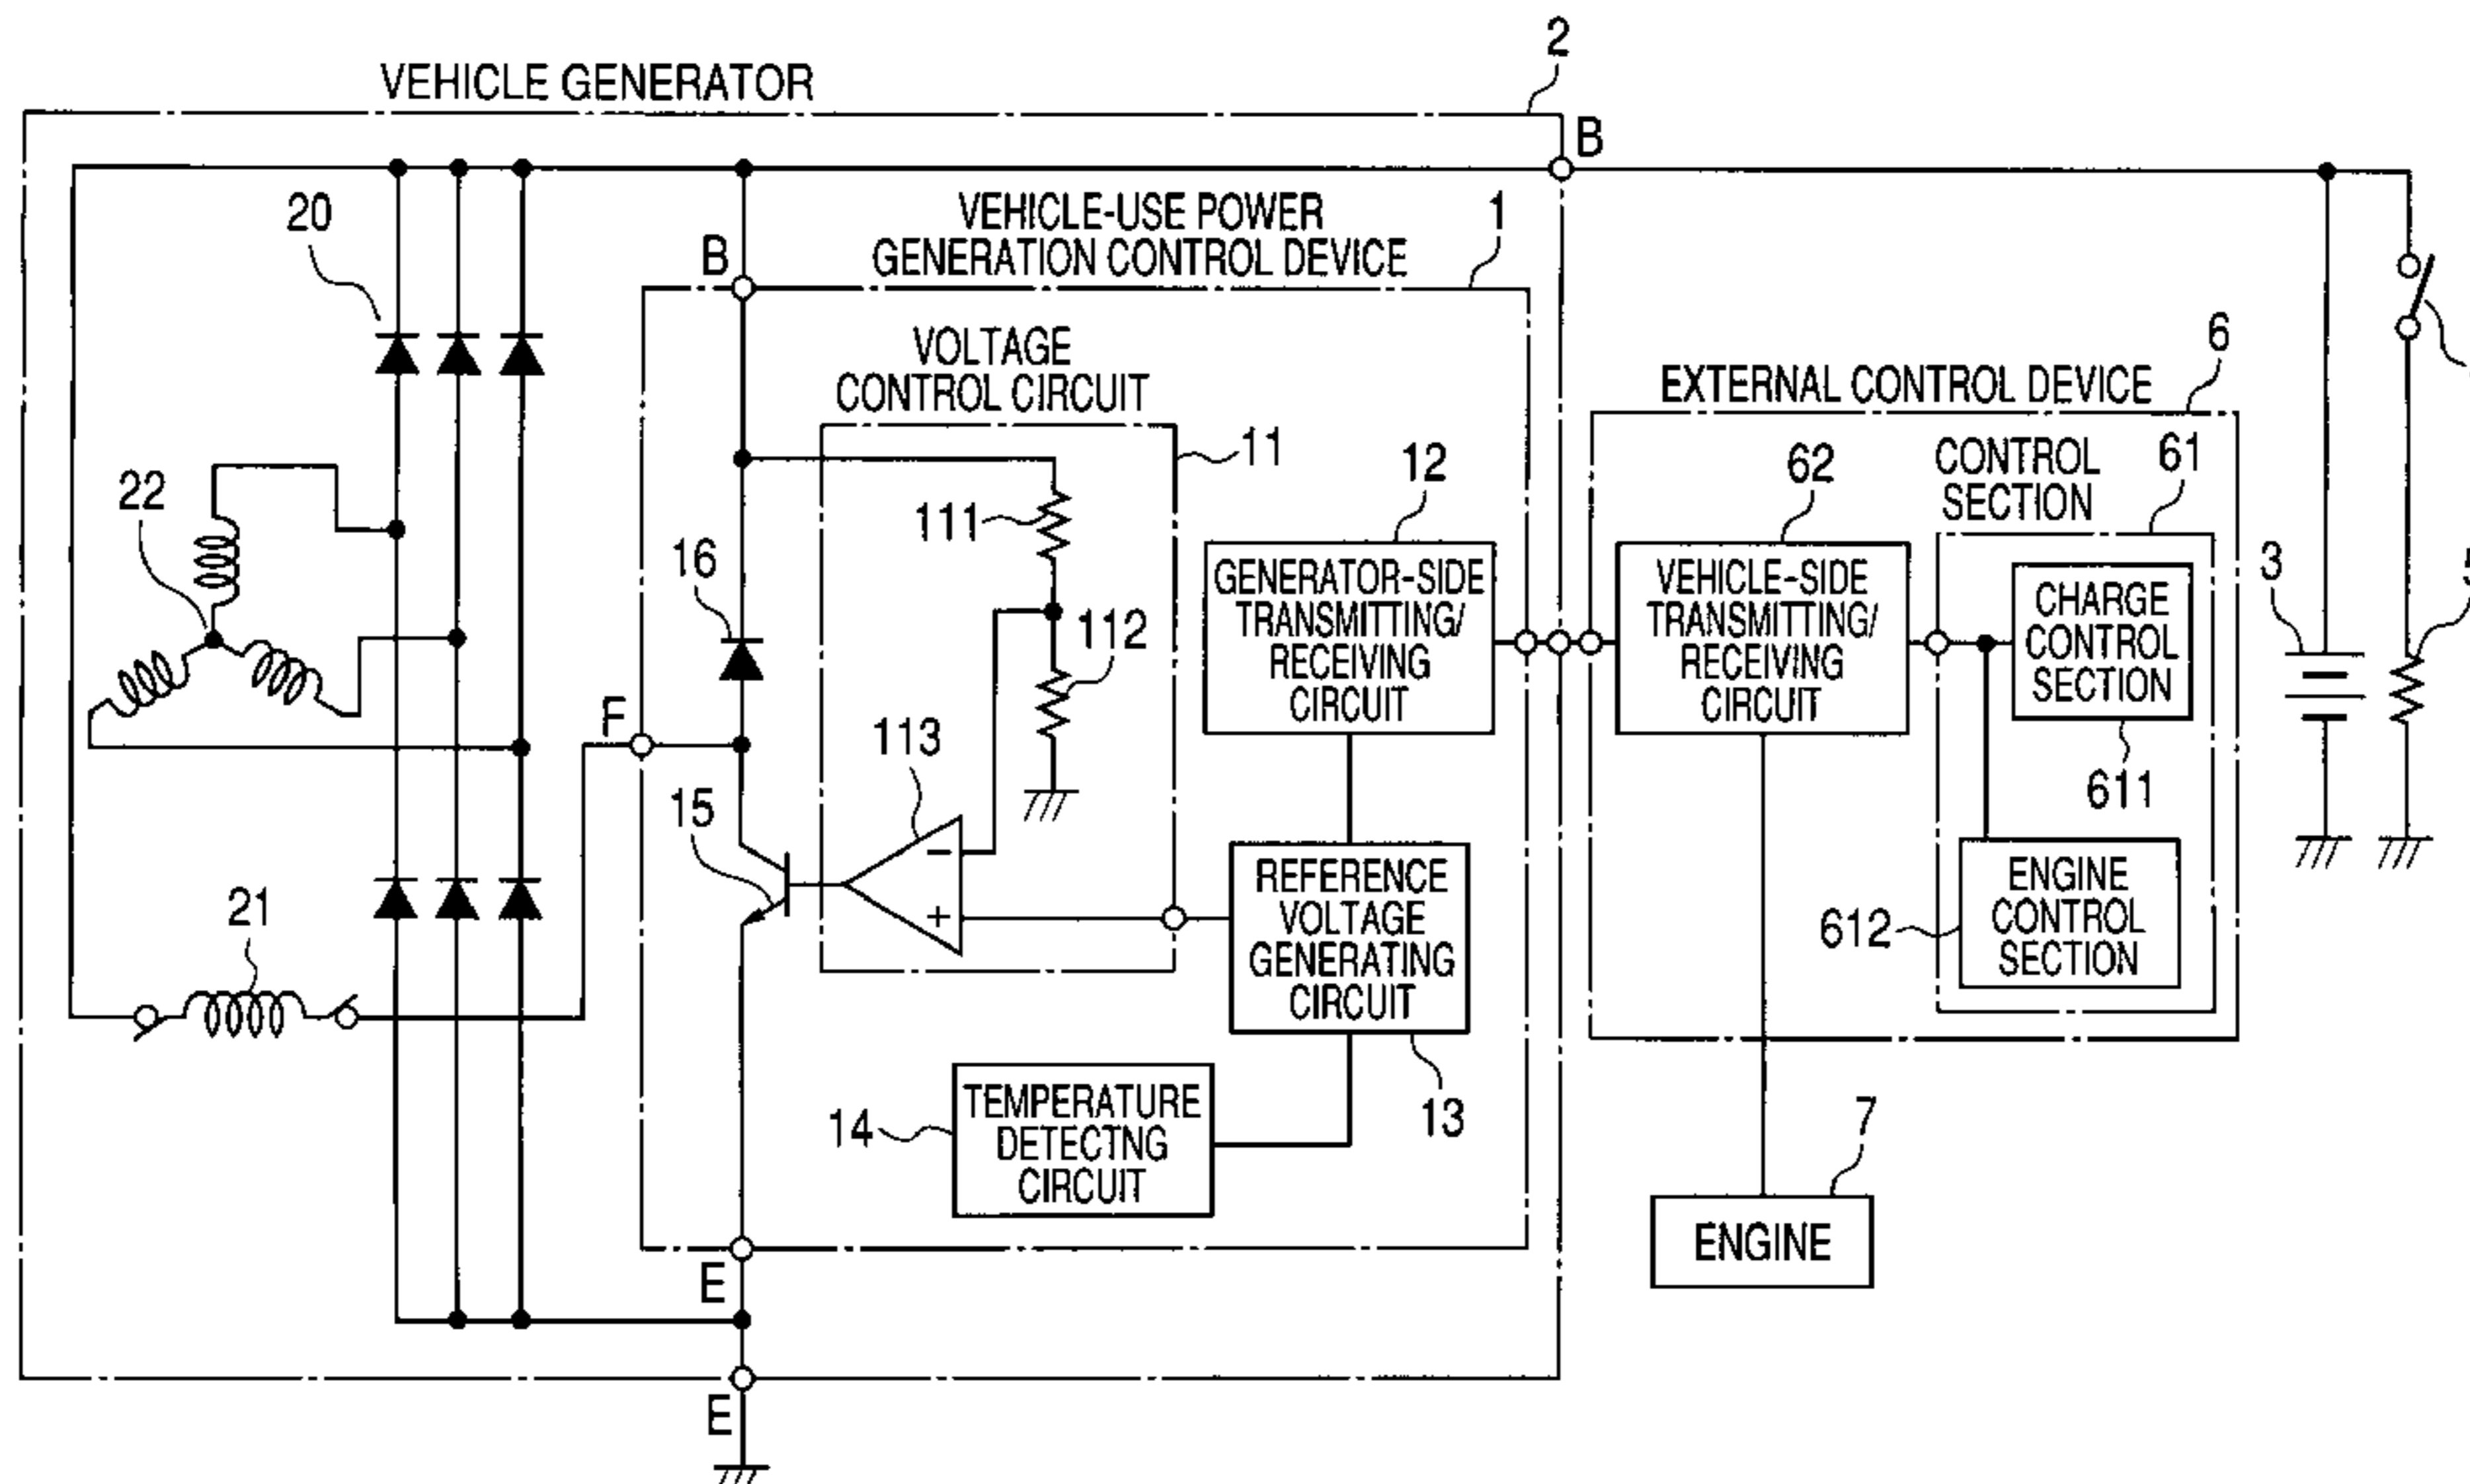 2
VEHICLE GENERATOR
B
VEHICLE-USE POWER
GENERATION CONTROL DEVICE
1
20
B
VOLTAGE
CONTROL CIRCUIT
6
EXTERNAL CONTROL DEVICE
11
12
62
CONTROL
SECTION
61
22
111
16
GENERATOR-SIDE
TRANSMITTING/
RECEIVING
CIRCUIT
VEHICLE-SIDE
TRANSMITTING/
RECEIVING
CIRCUIT
CHARGE
CONTROL
SECTION
3
5
112
F
113
611
15
REFERENCE
VOLTAGE
GENERATING
CIRCUIT
ENGINE
CONTROL
SECTION
612
21
-
+
TEMPERATURE
DETECTNG
CIRCUIT
14
13
7
ENGINE
E
E